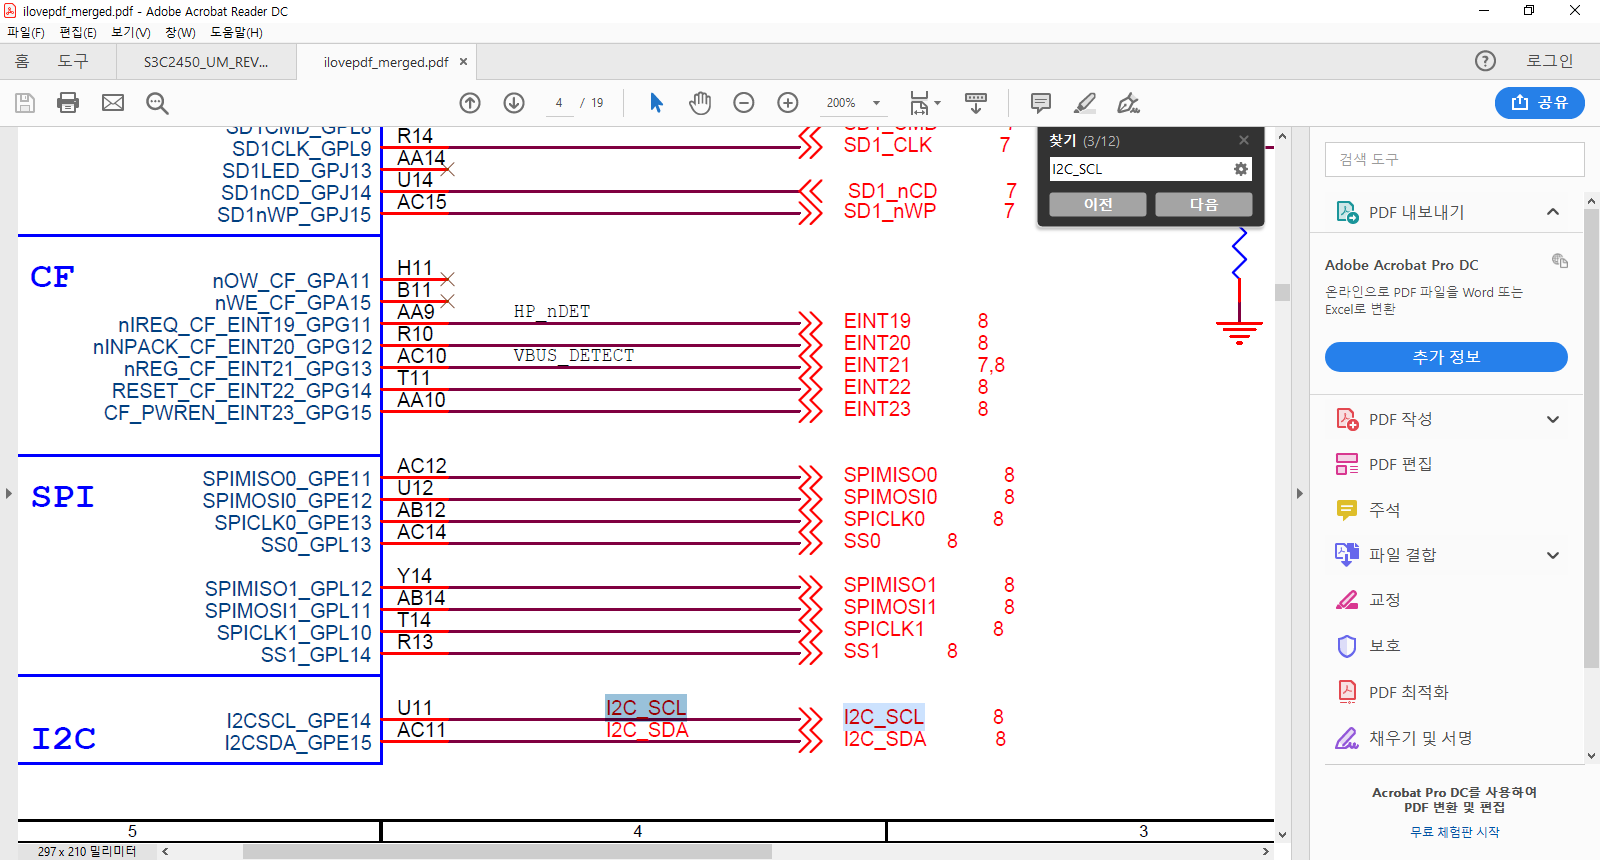 ilovepdf_merged.pdf - Adobe Acrobat Reader DC
파일(F) 편집(E) 보기(V) 창(W) 도움말(H)
홈 도구 S3C2450_UM_REV... ilovepdf_merged.pdf × 로그인
4 / 19 200% 공유
SD1CMD_GPL8 R14 SD1_CMD
SD1CLK_GPL9 SD1_CLK 7
SD1LED_GPJ13 AA14
SD1nCD_GPJ14 U14 SD1_nCD 7
SD1nWP_GPJ15 AC15 SD1_nWP 7
CF
nOW_CF_GPA11 H11
nWE_CF_GPA15 B11
nIREQ_CF_EINT19_GPG11 AA9 HP_nDET EINT19 8
nINPACK_CF_EINT20_GPG12 R10 EINT20 8
nREG_CF_EINT21_GPG13 AC10 VBUS_DETECT EINT21 7,8
RESET_CF_EINT22_GPG14 T11 EINT22 8
CF_PWREN_EINT23_GPG15 AA10 EINT23 8
SPI
SPIMISO0_GPE11 AC12 SPIMISO0 8
SPIMOSI0_GPE12 U12 SPIMOSI0 8
SPICLK0_GPE13 AB12 SPICLK0 8
SS0_GPL13 AC14 SS0 8
SPIMISO1_GPL12 Y14 SPIMISO1 8
SPIMOSI1_GPL11 AB14 SPIMOSI1 8
SPICLK1_GPL10 T14 SPICLK1 8
SS1_GPL14 R13 SS1 8
I2C
I2CSCL_GPE14 U11 I2C_SCL I2C_SCL 8
I2CSDA_GPE15 AC11 I2C_SDA I2C_SDA 8
5 4 3
297 x 210 밀리미터
찾기 (3/12)
I2C_SCL
이전 다음
검색 도구
PDF 내보내기
Adobe Acrobat Pro DC
온라인으로 PDF 파일을 Word 또는
Excel로 변환
추가 정보
PDF 작성
PDF 편집
주석
파일 결합
교정
보호
PDF 최적화
채우기 및 서명
Acrobat Pro DC를 사용하여
PDF 변환 및 편집
무료 체험판 시작